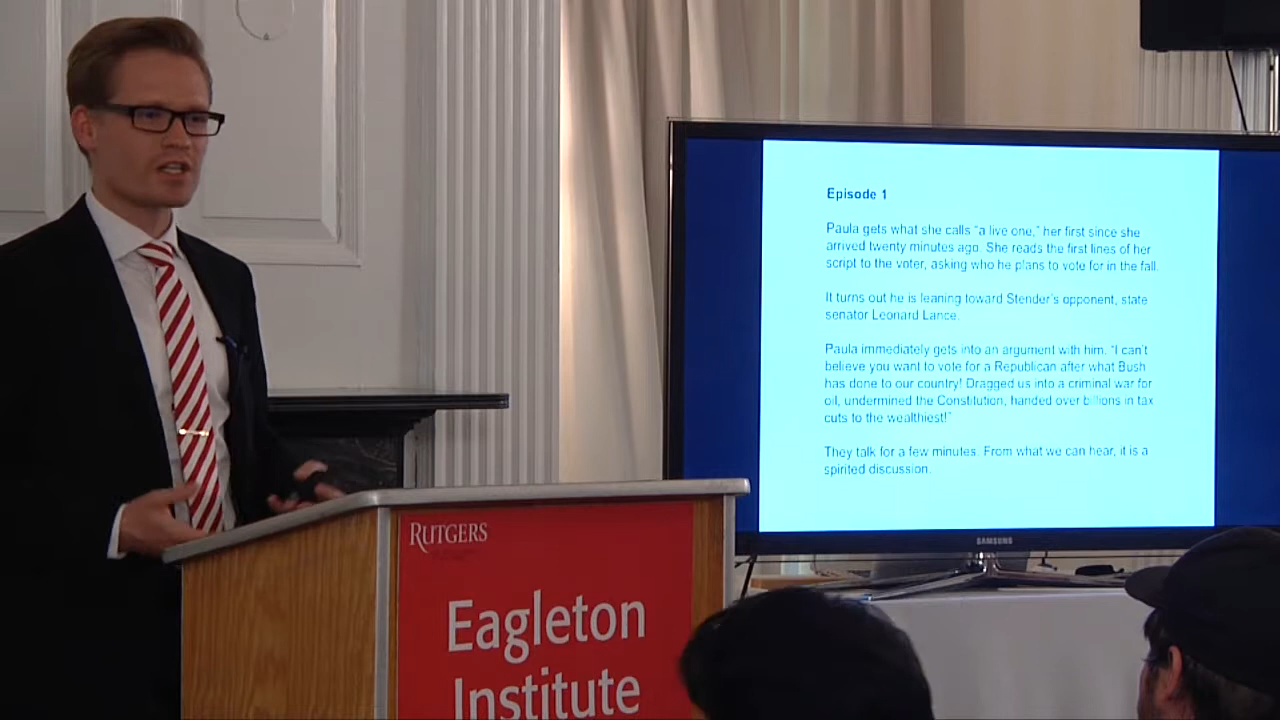 Episode 1
Paula gets what she calls "a live one," her first since she
arrived twenty minutes ago. She reads the first lines of her
script to the voter, asking who he plans to vote for in the fall.
It turns out he is leaning toward Stender's opponent, state
senator Leonard Lance.
Paula immediately gets into an argument with him. "I can't
believe you want to vote for a Republican after what Bush
has done to our country! Dragged us into a criminal war for
oil, undermined the Constitution, handed over billions in tax
cuts to the wealthiest!"
They talk for a few minutes. From what we can hear, it is a
spirited discussion.
SAMSUNG
RUTGERS
Eagleton
Institute